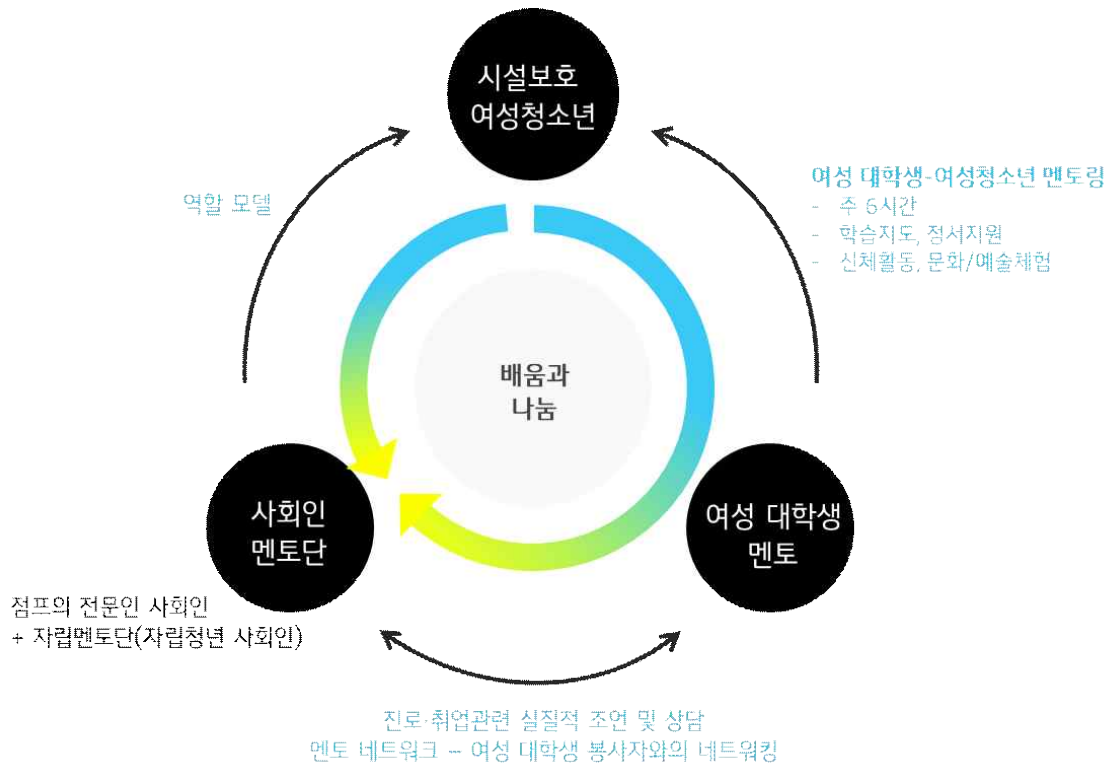 시설보호
여성청소년
역할 모델
여성 대학생-여성청소년 멘토링
- 주 6시간
- 학습지도, 정서지원
- 신체활동, 문화/예술체험
배움과
나눔
사회인
멘토단
여성 대학생
멘토
점프의 전문인 사회인
+ 자립멘토단(자립청년 사회인)
진로·취업관련 실질적 조언 및 상담
멘토 네트워크 – 여성 대학생 봉사자와의 네트워킹